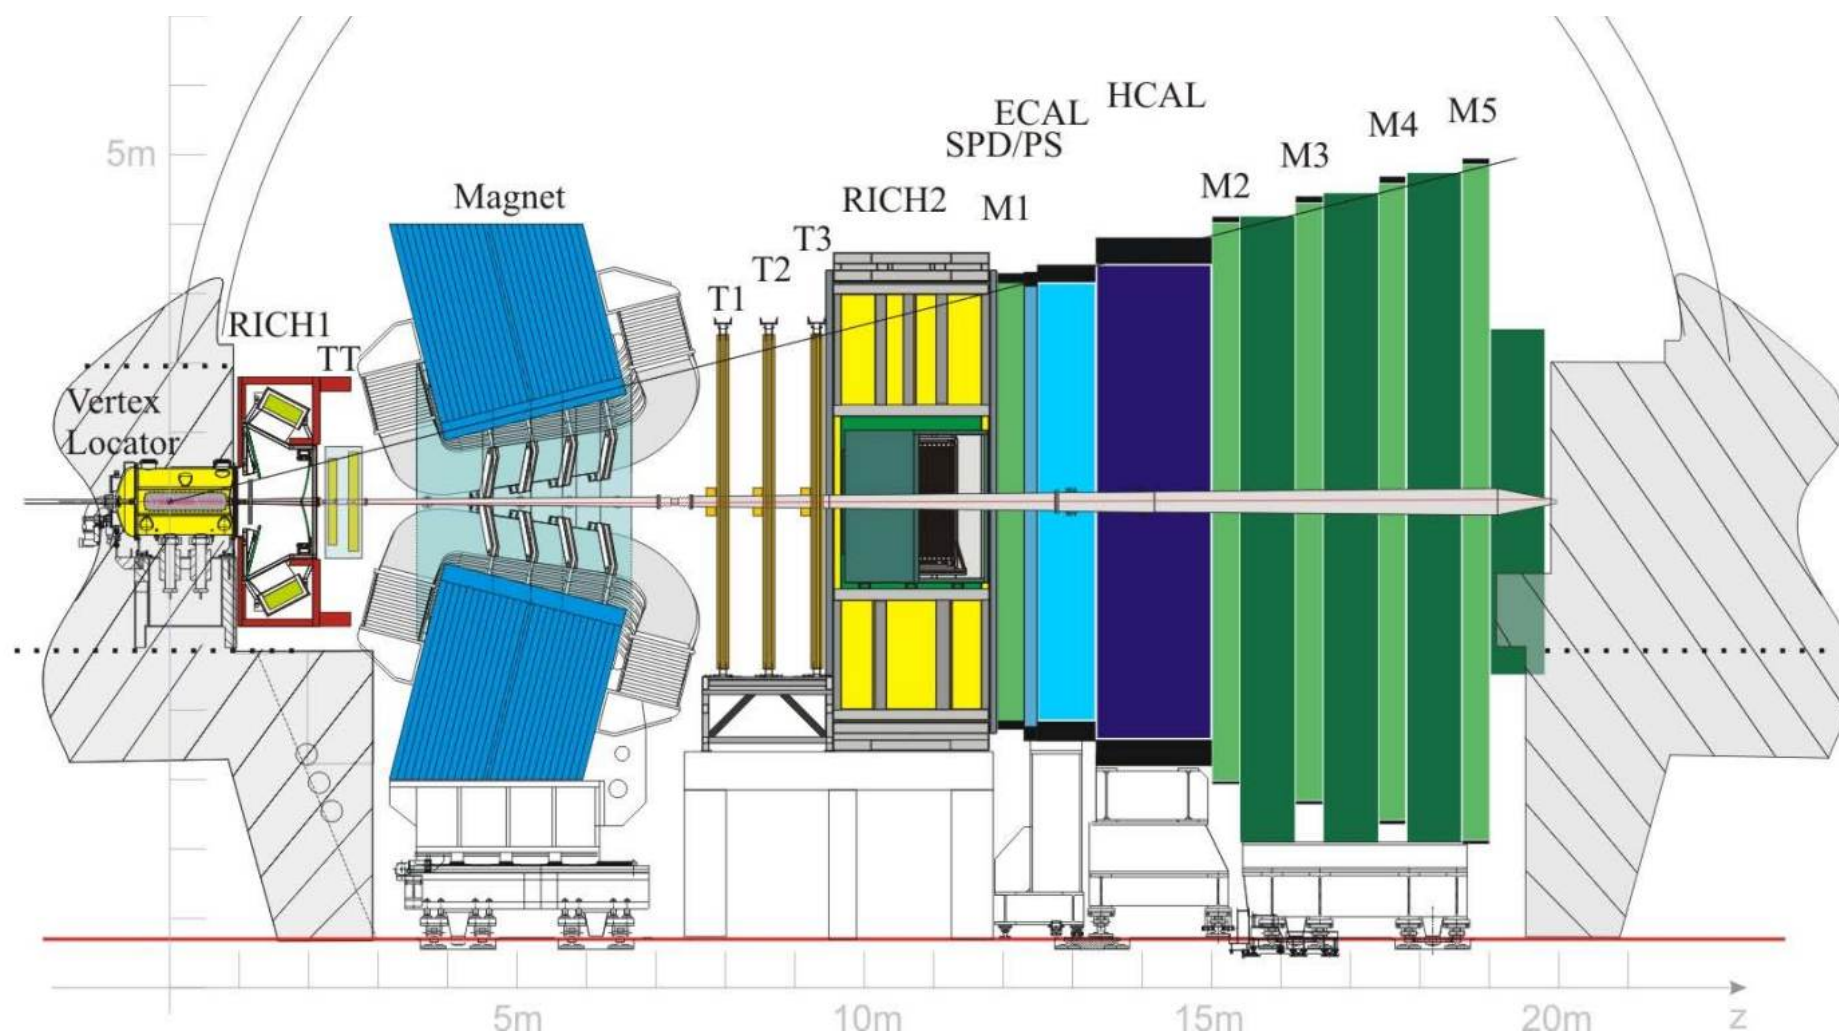 HCAL
ECAL
M5
M4
SPD/PS
M3
5m
M2
Magnet
RICH2
M1
T3
T2
T1
RICH1
TT
Vertex
Locator
5m
10m
15m
20m
z